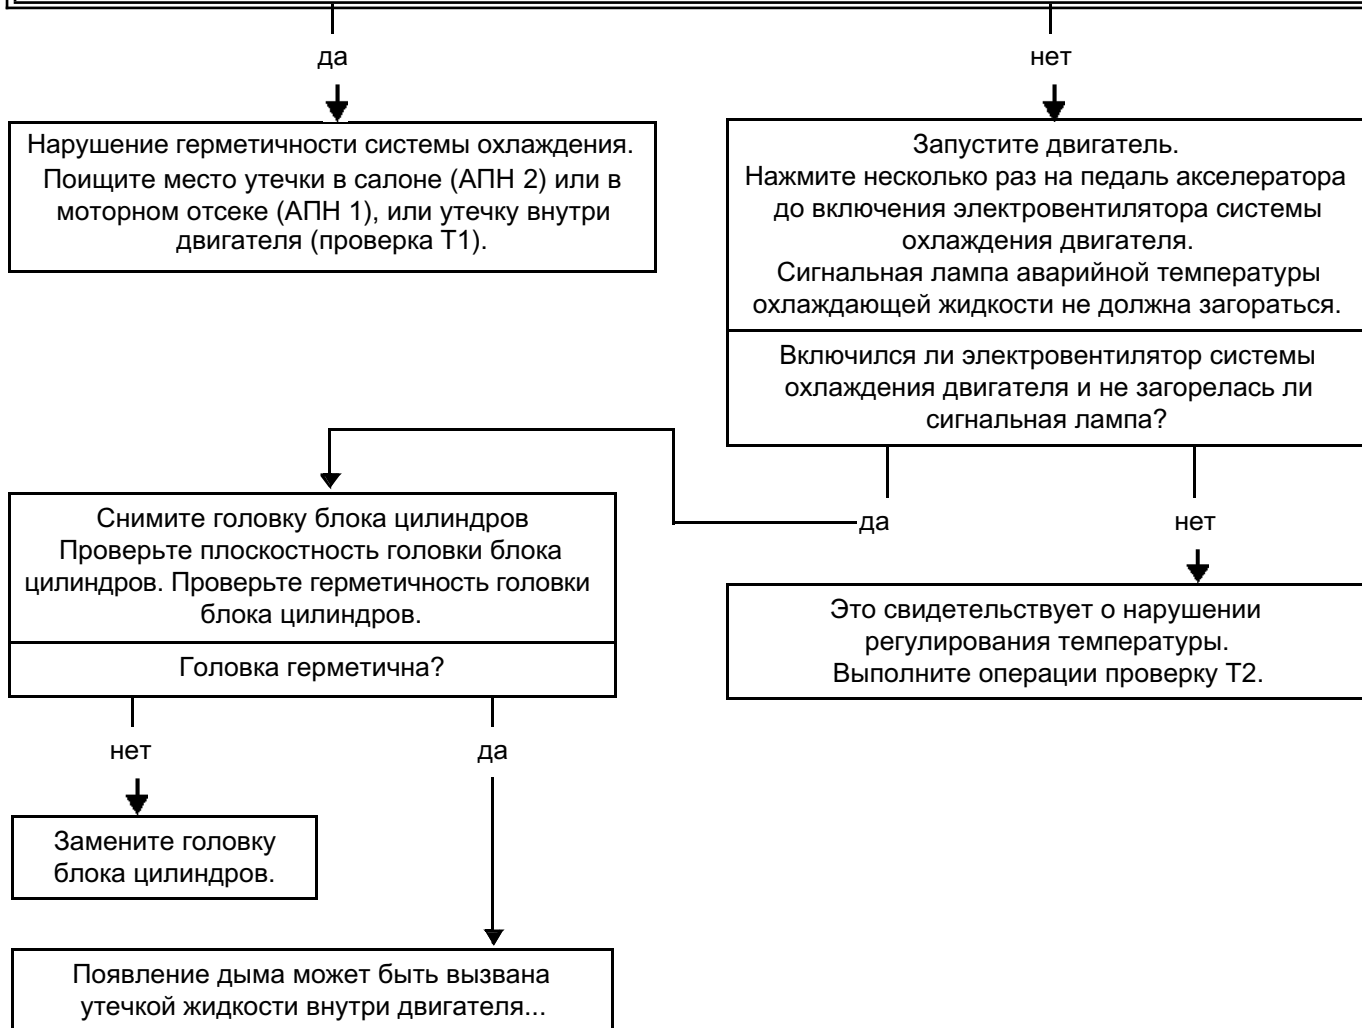 да
нет
Нарушение герметичности системы охлаждения.
Поищите место утечки в салоне (АПН 2) или в
моторном отсеке (АПН 1), или утечку внутри
двигателя (проверка Т1).
Запустите двигатель.
Нажмите несколько раз на педаль акселератора
до включения электровентилятора системы
охлаждения двигателя.
Сигнальная лампа аварийной температуры
охлаждающей жидкости не должна загораться.
Включился ли электровентилятор системы
охлаждения двигателя и не загорелась ли
сигнальная лампа?
да
нет
Снимите головку блока цилиндров
Проверьте плоскостность головки блока
цилиндров. Проверьте герметичность головки
блока цилиндров.
Головка герметична?
Это свидетельствует о нарушении
регулирования температуры.
Выполните операции проверку Т2.
нет
да
Замените головку
блока цилиндров.
Появление дыма может быть вызвана
утечкой жидкости внутри двигателя...